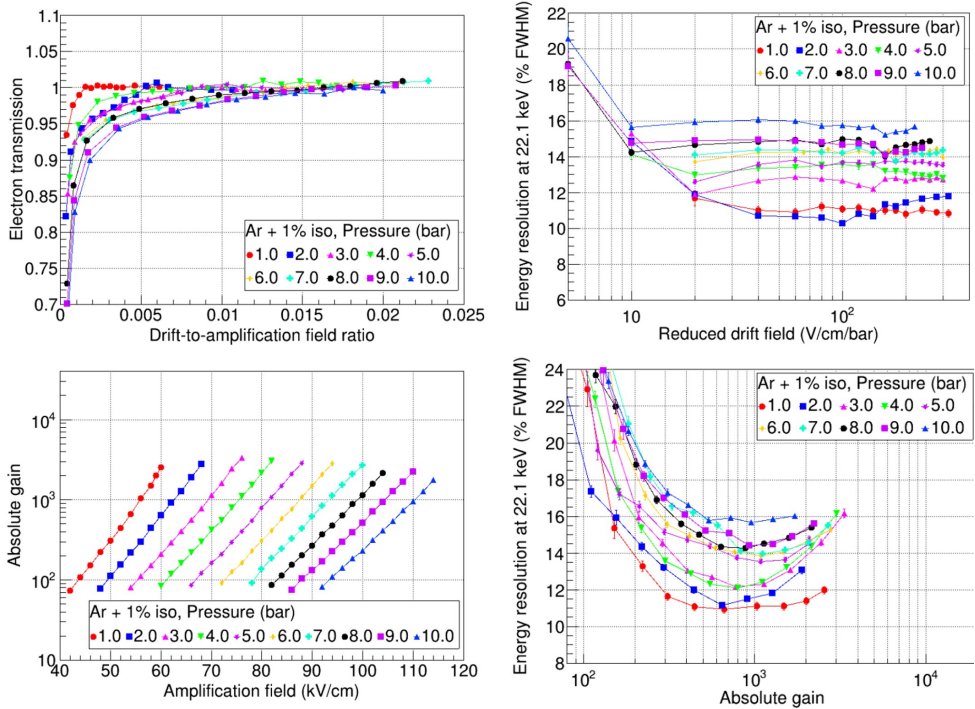 1.1
1.05
1
0.95
0.9
0.85
0.8
0.75
0.7
Electron transmission
Ar + 1% iso, Pressure (bar)
1.0 2.0 3.0 4.0 5.0
6.0 7.0 8.0 9.0 10.0
0 0.005 0.01 0.015 0.02 0.025
Drift-to-amplification field ratio
22
20
18
16
14
12
10
8
6
Energy resolution at 22.1 keV (% FWHM)
Ar + 1% iso, Pressure (bar)
1.0 2.0 3.0 4.0 5.0
6.0 7.0 8.0 9.0 10.0
10 10²
Reduced drift field (V/cm/bar)
10⁴
10³
10²
10
Absolute gain
Ar + 1% iso, Pressure (bar)
1.0 2.0 3.0 4.0 5.0 6.0 7.0 8.0 9.0 10.0
40 50 60 70 80 90 100 110 120
Amplification field (kV/cm)
24
22
20
18
16
14
12
10
8
Energy resolution at 22.1 keV (% FWHM)
Ar + 1% iso, Pressure (bar)
1.0 2.0 3.0 4.0 5.0
6.0 7.0 8.0 9.0 10.0
10² 10³ 10⁴
Absolute gain